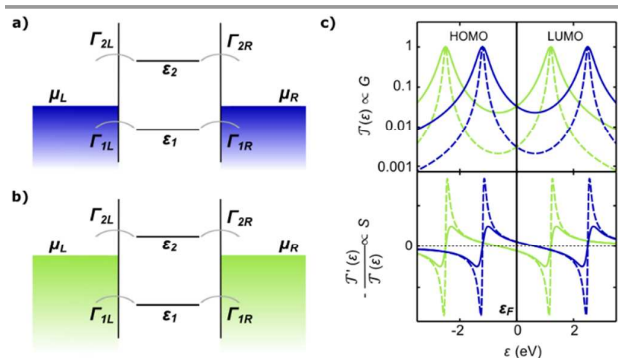 a)
Γ2L
Γ2R
ε2
μL
μR
Γ1L
ε1
Γ1R
b)
Γ2L
Γ2R
μL
ε2
μR
Γ1L
ε1
Γ1R
c)
HOMO
LUMO
1
0.1
0.01
0.001
𝒯(ε) ∝ G
0
- 𝒯'(ε) / 𝒯(ε) ∝ S
εF
-2
0
2
ε (eV)